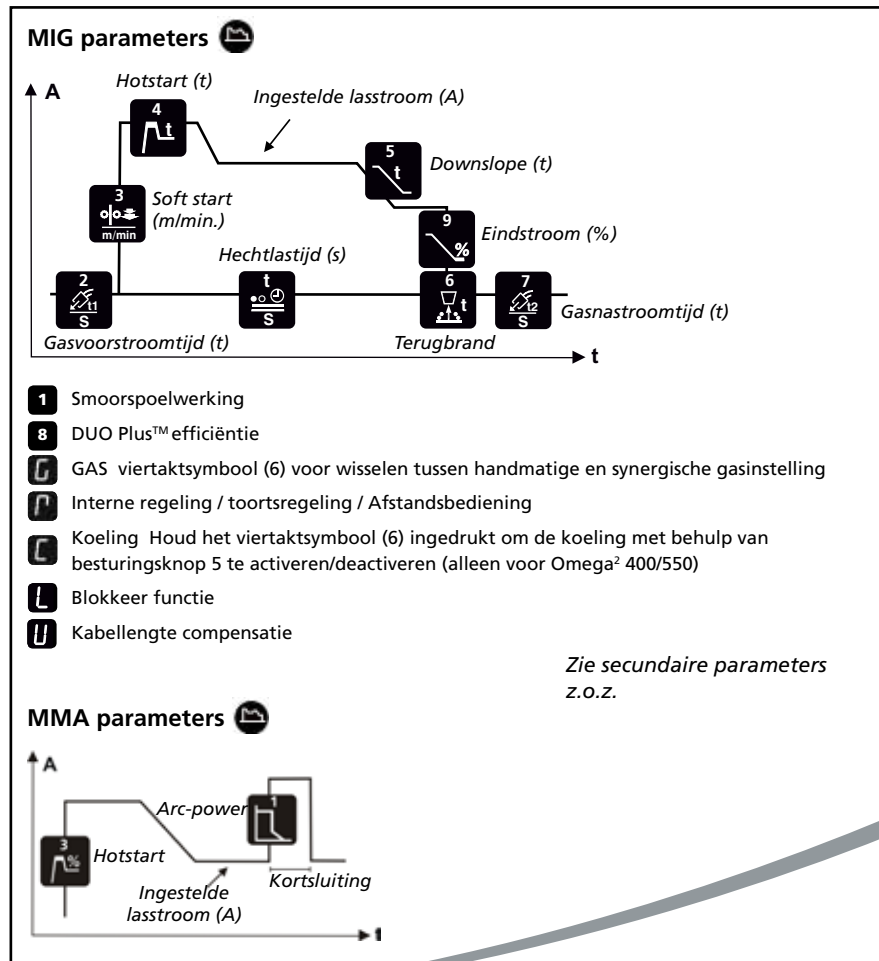 MIG parameters
Hotstart (t)
A
Ingestelde lasstroom (A)
4
t
5
t
Downslope (t)
3
m/min
Soft start
(m/min.)
9
%
Eindstroom (%)
Hechtlastijd (s)
2
t1
S
t
S
6
t
7
t2
S
Gasnastroomtijd (t)
Gasvoorstroomtijd (t)
Terugbrand
t
1 Smoorspoelwerking
8 DUO Plus™ efficiëntie
G GAS viertaktsymbool (6) voor wisselen tussen handmatige en synergische gasinstelling
Interne regeling / toortsregeling / Afstandsbediening
C Koeling Houd het viertaktsymbool (6) ingedrukt om de koeling met behulp van
besturingsknop 5 te activeren/deactiveren (alleen voor Omega² 400/550)
L Blokkeer functie
U Kabellengte compensatie
Zie secundaire parameters
z.o.z.
MMA parameters
A
Arc-power
1
3
%
Hotstart
Ingestelde
lasstroom (A)
Kortsluiting
t